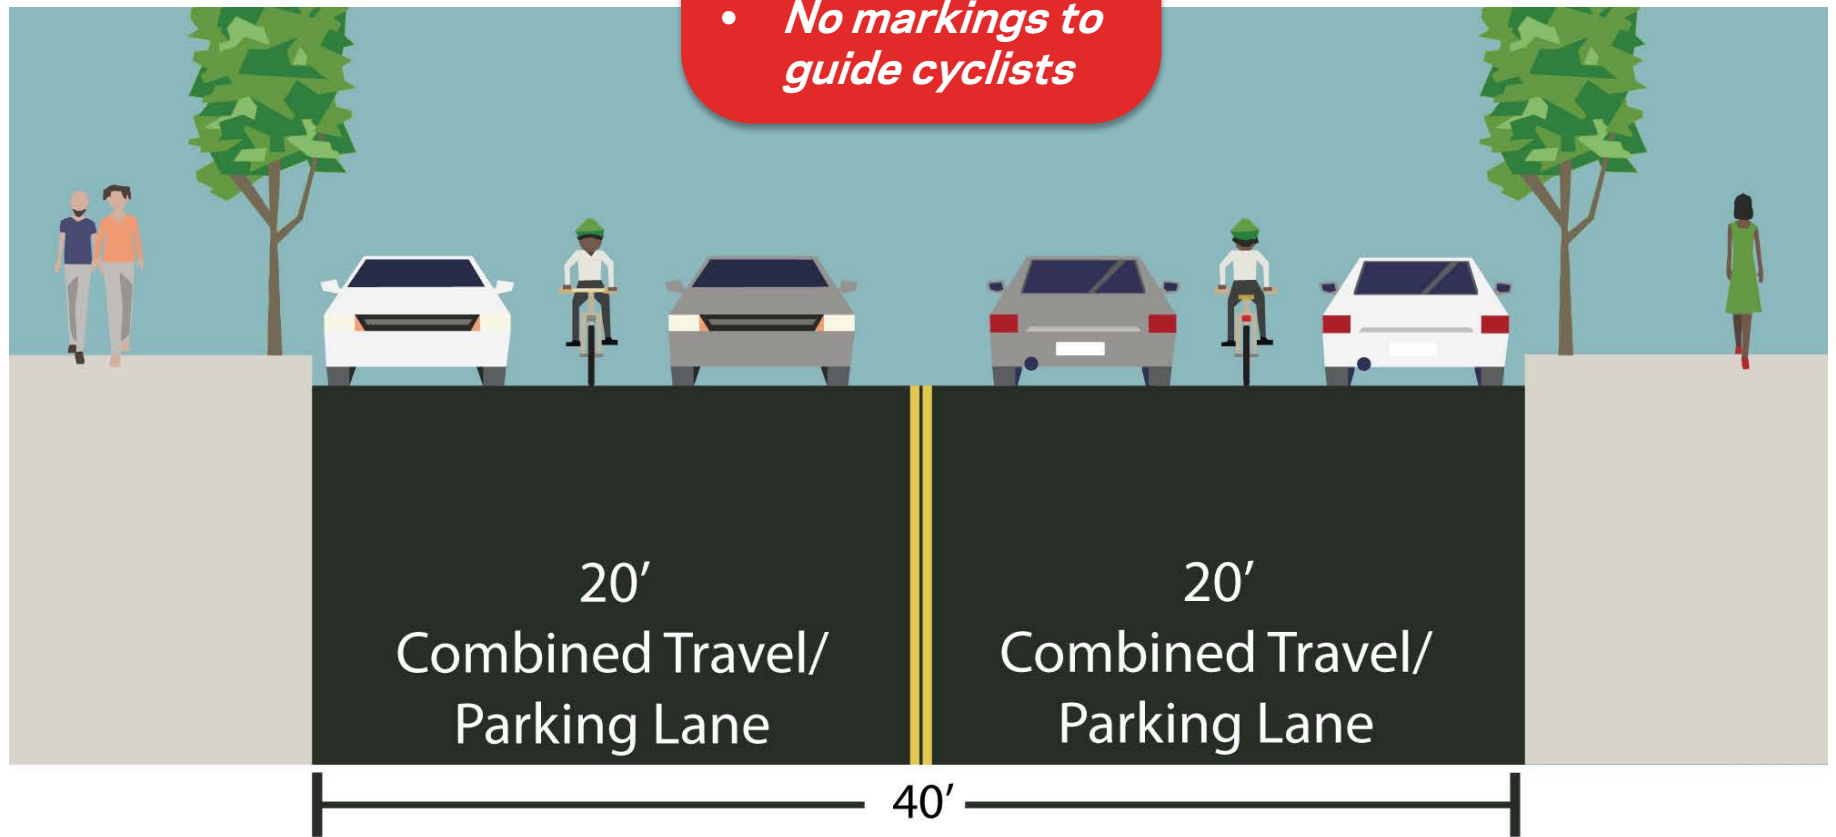 • No markings to
guide cyclists
20’
Combined Travel/
Parking Lane
20’
Combined Travel/
Parking Lane
40’